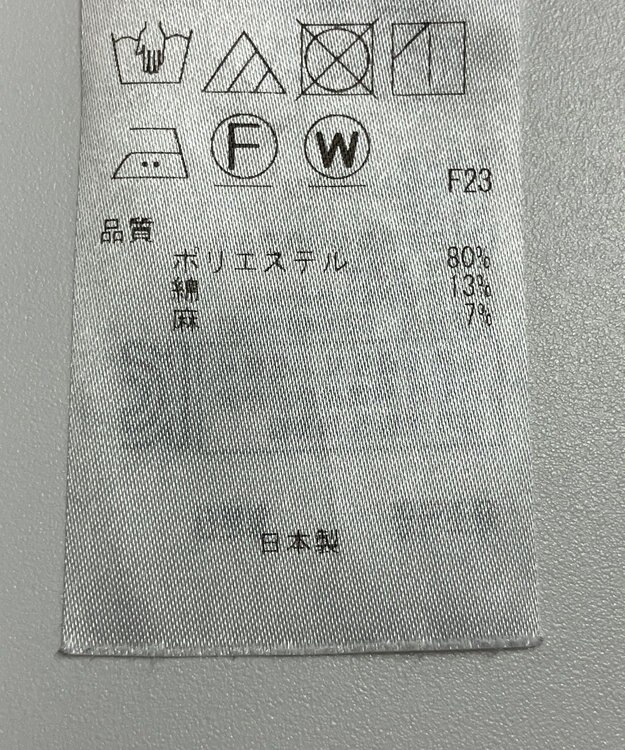 F W
F23
品質
ポリエステル 80%
綿 13%
麻 7%
日本製